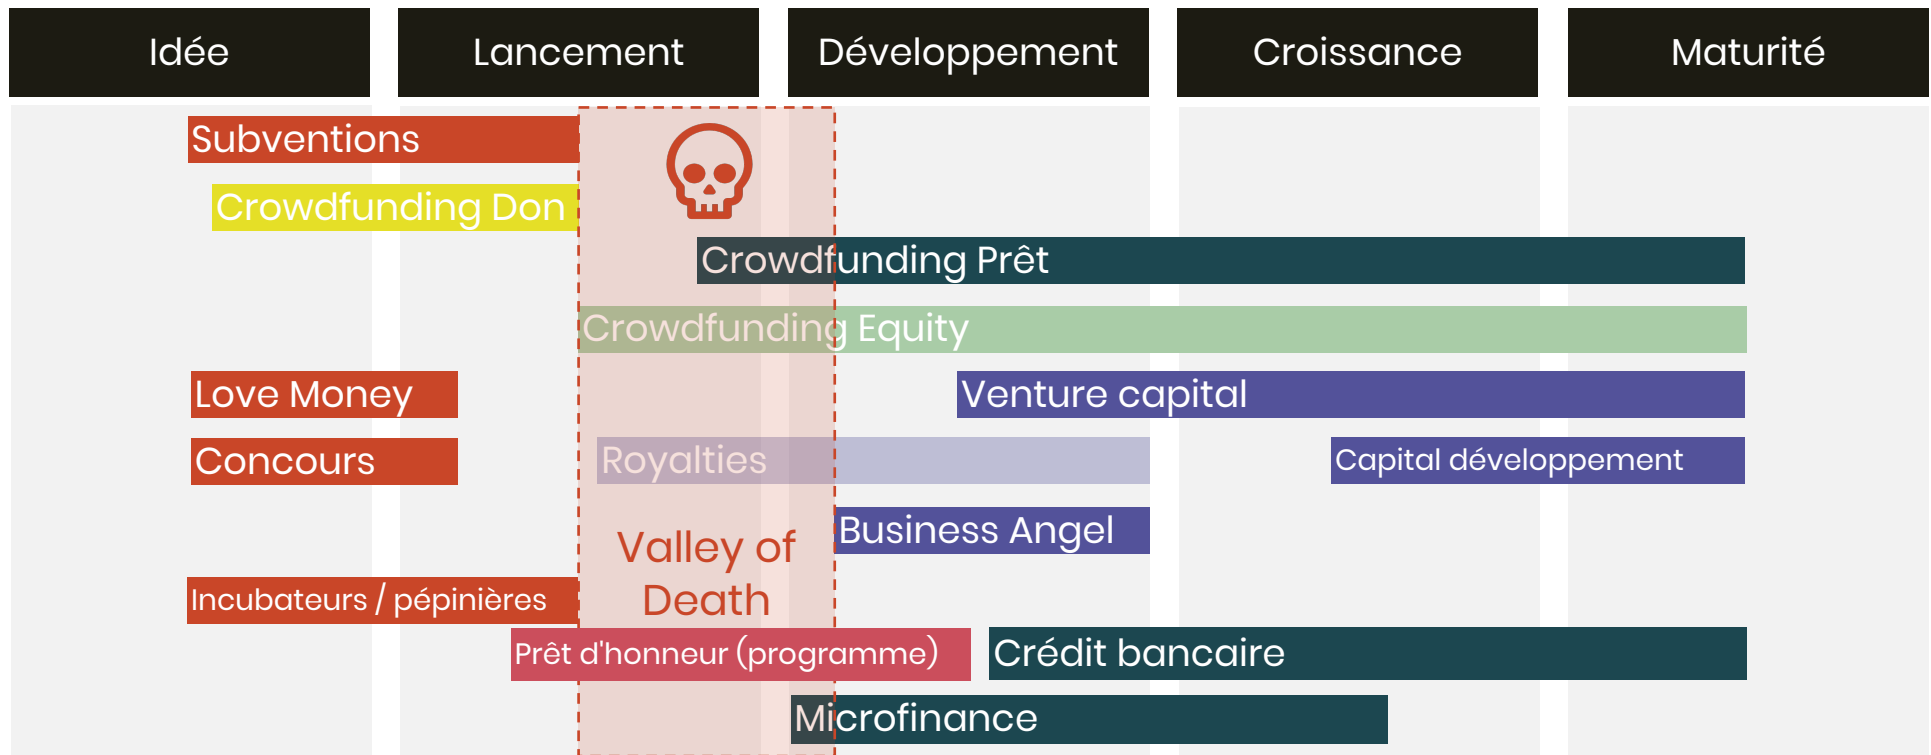 Idée
Lancement
Développement
Croissance
Maturité
Subventions
Crowdfunding Don
Crowdfunding Prêt
Crowdfunding Equity
Love Money
Venture capital
Concours
Royalties
Capital développement
Business Angel
Valley of
Death
Incubateurs / pépinières
Prêt d'honneur (programme)
Crédit bancaire
Microfinance